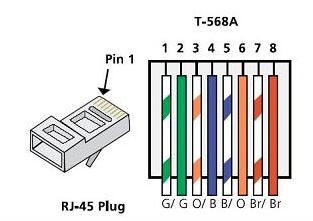 T-568A
Pin 1
1 2 3 4 5 6 7 8
G/ G O/ B B/ O Br/ Br
RJ-45 Plug